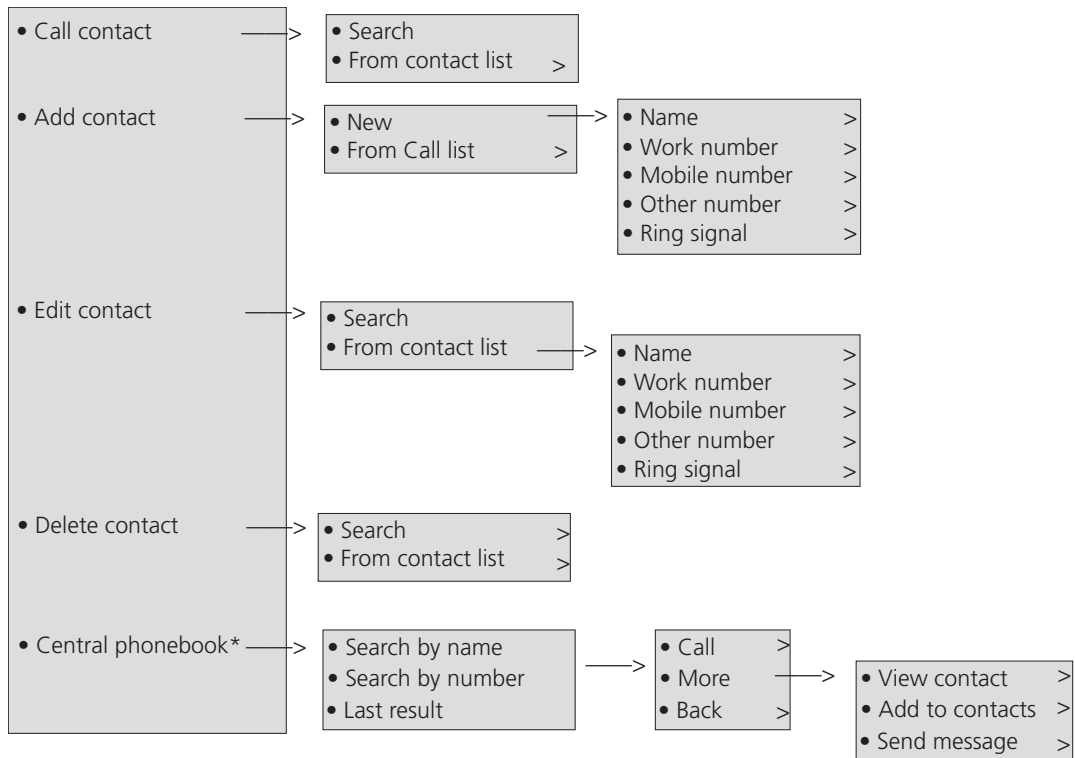 • Call contact ——>
• Search
• From contact list >
• Add contact ——>
• New ——>
• From Call list >
• Name >
• Work number >
• Mobile number >
• Other number >
• Ring signal >
• Edit contact ——>
• Search
• From contact list ——>
• Name >
• Work number >
• Mobile number >
• Other number >
• Ring signal >
• Delete contact ——>
• Search >
• From contact list >
• Central phonebook* ——>
• Search by name
• Search by number
• Last result
——>
• Call >
• More ——>
• Back >
• View contact >
• Add to contacts >
• Send message >